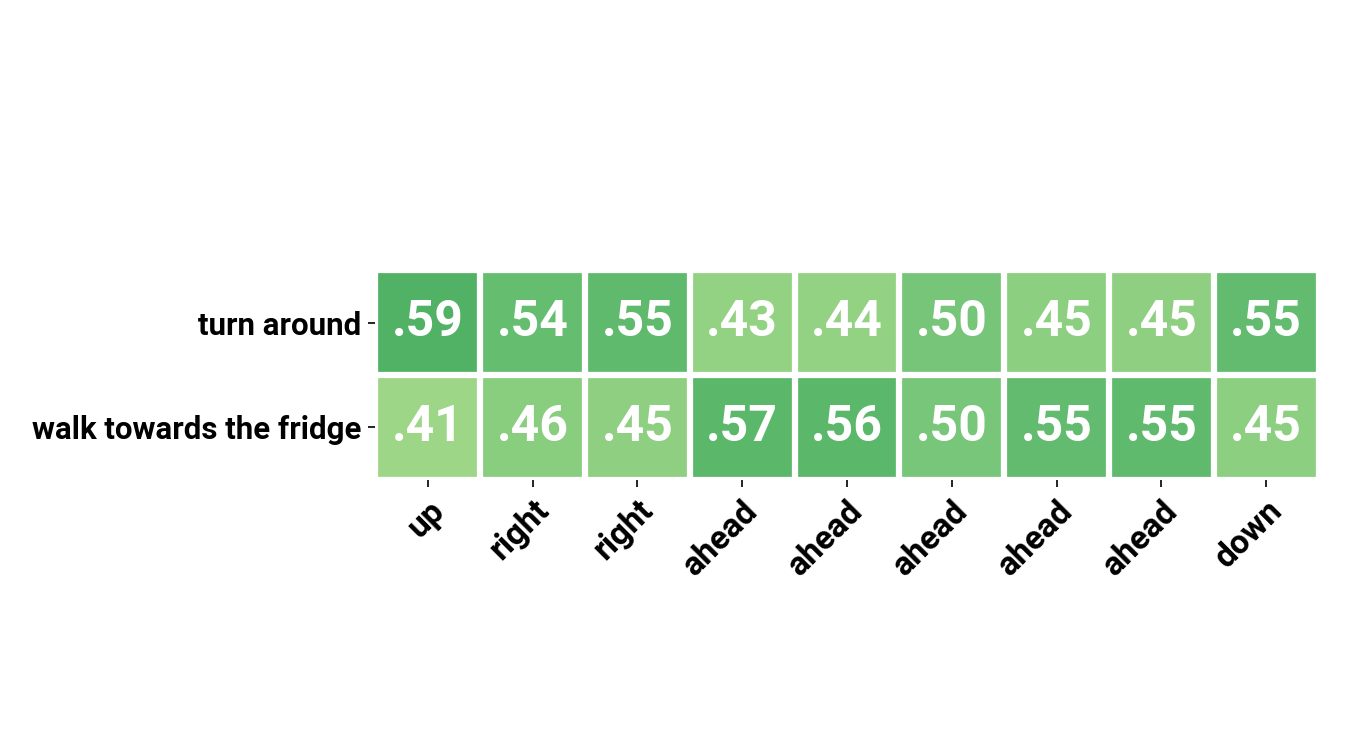 turn around .59 .54 .55 .43 .44 .50 .45 .45 .55
walk towards the fridge .41 .46 .45 .57 .56 .50 .55 .55 .45
up right right ahead ahead ahead ahead ahead down